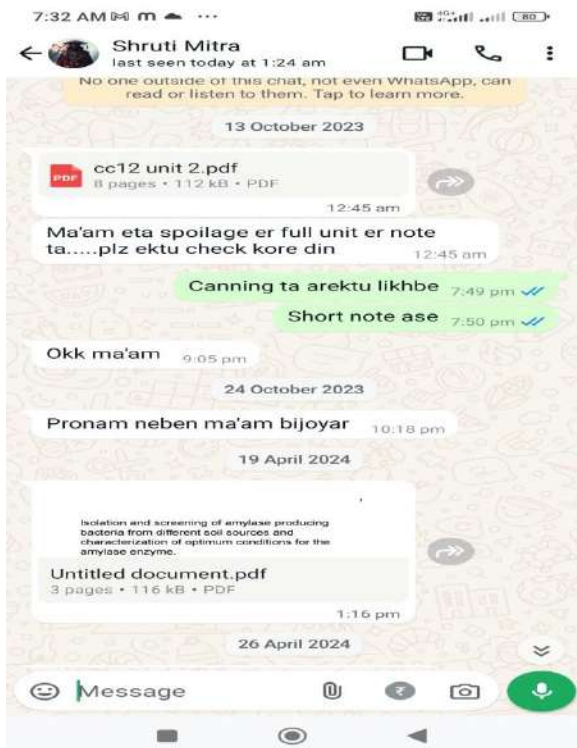 7:32 AM M m ...
4G+ 80
Shruti Mitra
last seen today at 1:24 am
No one outside of this chat, not even WhatsApp, can
read or listen to them. Tap to learn more.
13 October 2023
PDF
cc12 unit 2.pdf
8 pages • 112 kB • PDF
12:45 am
Ma'am eta spoilage er full unit er note
ta.....plz ektu check kore din
12:45 am
Canning ta arektu likhbe 7:49 pm
Short note ase 7:50 pm
Okk ma'am 9:05 pm
24 October 2023
Pronam neben ma'am bijoyar 10:18 pm
19 April 2024
Isolation and screening of amylase producing
bacteria from different soil sources and
characterization of optimum conditions for the
amylase enzyme.
Untitled document.pdf
3 pages • 116 kB • PDF
1:16 pm
26 April 2024
Message ₹